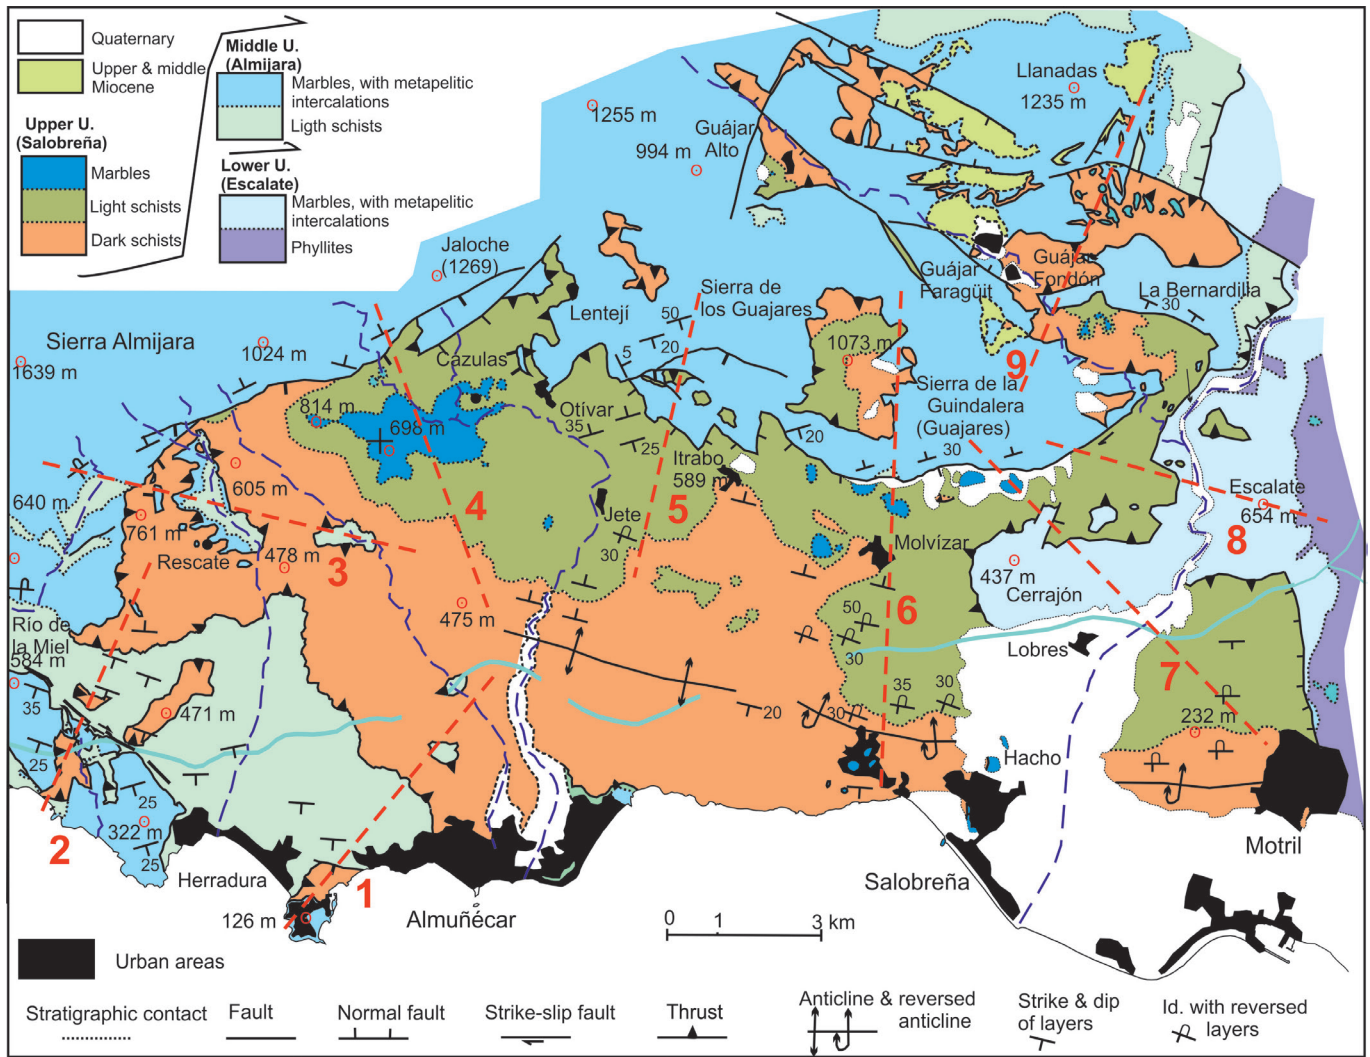 Quaternary
Upper & middle
Miocene
Upper U.
(Salobreña)
Marbles
Light schists
Dark schists
Middle U.
(Almijara)
Marbles, with metapelitic
intercalations
Ligth schists
Lower U.
(Escalate)
Marbles, with metapelitic
intercalations
Phyllites
1255 m
994 m
Guájar
Alto
Llanadas
1235 m
Jaloche
(1269)
Lentejí
Sierra de
los Guajares
50
20
5
Guájar
Faragüit
Guájar
Fondón
La Bernardilla
30
Sierra Almijara
1639 m
1024 m
Cázulas
814 m
698 m
Otívar
35
25
Itrabo
589 m
1073 m
20
Sierra de la
Guindalera
(Guajares)
30
9
640 m
605 m
761 m
Rescate
478 m
3
4
5
Jete
30
Molvízar
437 m
Cerrajón
Escalate
654 m
8
Río de
la Miel
584 m
35
475 m
6
50
30
35
30
30
20
Lobres
7
232 m
471 m
25
25
322 m
25
2
Herradura
126 m
1
Almuñécar
Hacho
Salobreña
Motril
0 1 3 km
Urban areas
Stratigraphic contact
Fault
Normal fault
Strike-slip fault
Thrust
Anticline & reversed
anticline
Strike & dip
of layers
Id. with reversed
layers